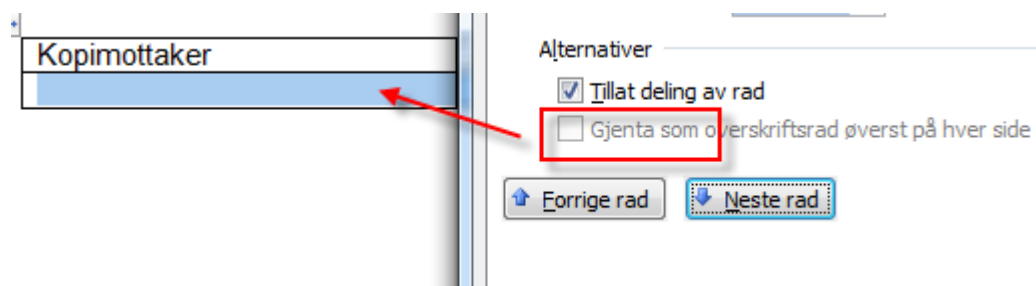 Kopimottaker
Alternativer
Tillat deling av rad
Gjenta som overskriftsrad øverst på hver side
Forrige rad
Neste rad